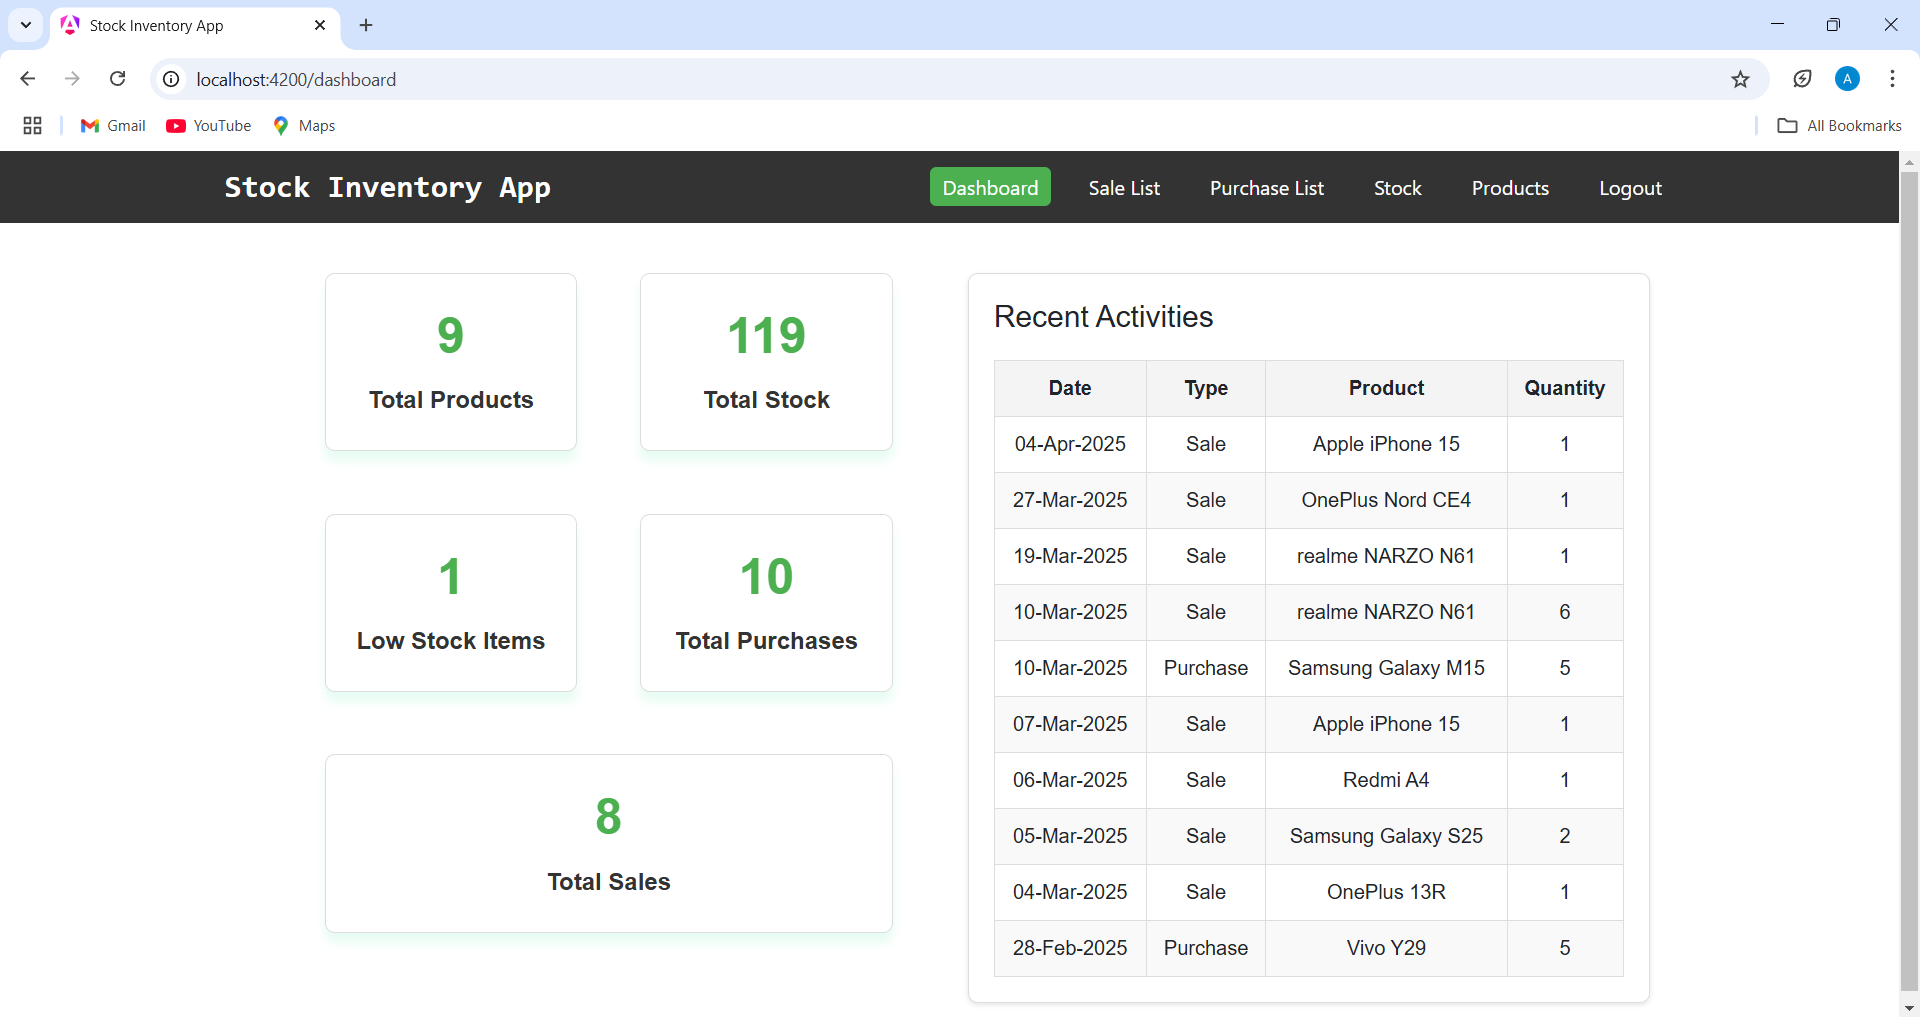 Stock Inventory App
localhost:4200/dashboard
A
Gmail YouTube Maps All Bookmarks
Stock Inventory App Dashboard Sale List Purchase List Stock Products Logout
9
Total Products
119
Total Stock
1
Low Stock Items
10
Total Purchases
8
Total Sales
Recent Activities
Date Type Product Quantity
04-Apr-2025 Sale Apple iPhone 15 1
27-Mar-2025 Sale OnePlus Nord CE4 1
19-Mar-2025 Sale realme NARZO N61 1
10-Mar-2025 Sale realme NARZO N61 6
10-Mar-2025 Purchase Samsung Galaxy M15 5
07-Mar-2025 Sale Apple iPhone 15 1
06-Mar-2025 Sale Redmi A4 1
05-Mar-2025 Sale Samsung Galaxy S25 2
04-Mar-2025 Sale OnePlus 13R 1
28-Feb-2025 Purchase Vivo Y29 5